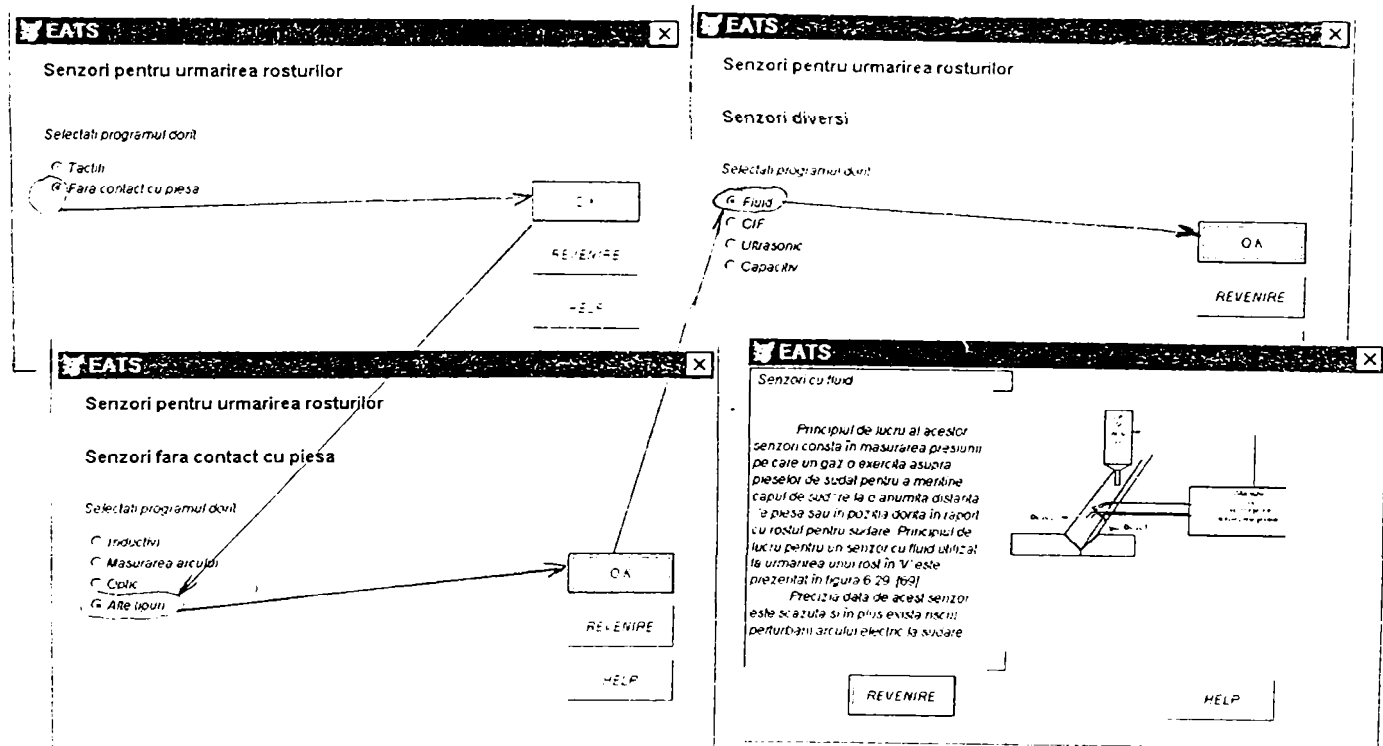 EATS
Senzori pentru urmarirea rosturilor
Selectati programul dorit
Tactili
Fara contact cu piesa
OK
REVENIRE
HELP
EATS
Senzori pentru urmarirea rosturilor
Senzori diversi
Selectati programul dorit
Fluid
CIF
Ultrasonic
Capacitiv
OK
REVENIRE
EATS
Senzori pentru urmarirea rosturilor
Senzori fara contact cu piesa
Selectati programul dorit
Inductivi
Masurarea arcului
Optic
Alte tipuri
OK
REVENIRE
HELP
EATS
Senzori cu fluid
Principiul de lucru al acestor
senzori consta în masurarea presiunii
pe care un gaz o exercita asupra
pieselor de sudat pentru a mentine
capul de sudare la o anumita distanta
de piesa sau in pozitia dorita in raport
cu rostul pentru sudare. Principiul de
lucru pentru un senzor cu fluid utilizat
la urmarirea unui rost în 'V' este
prezentat în figura 6.29 [69]
Precizia data de acest senzor
este scazuta si in plus exista riscul
perturbarii arcului electric la sudare
REVENIRE
HELP